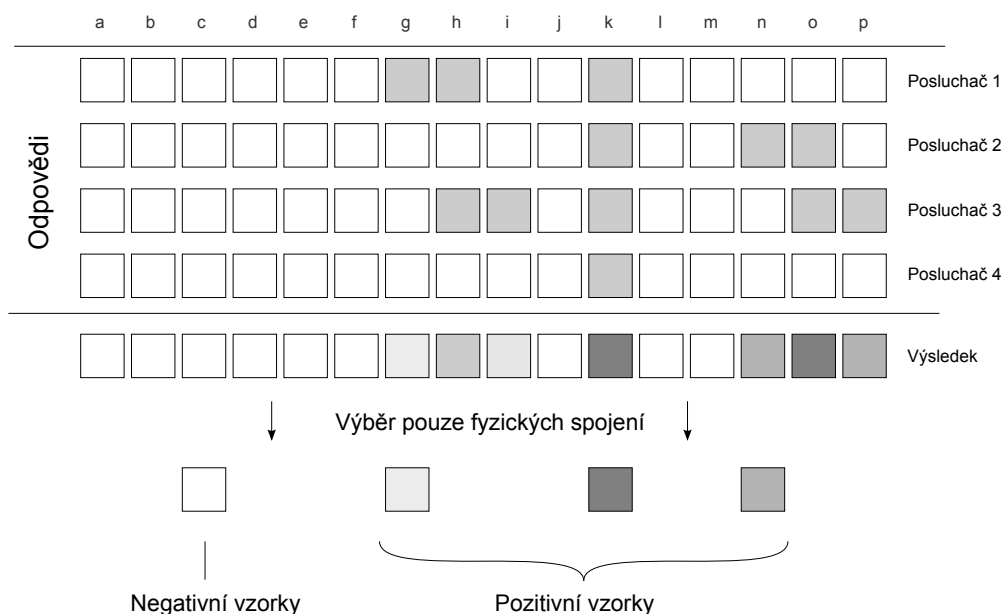 a b c d e f g h i j k l m n o p
Odpovědi
Posluchač 1
Posluchač 2
Posluchač 3
Posluchač 4
Výsledek
Výběr pouze fyzických spojení
Negativní vzorky
Pozitivní vzorky